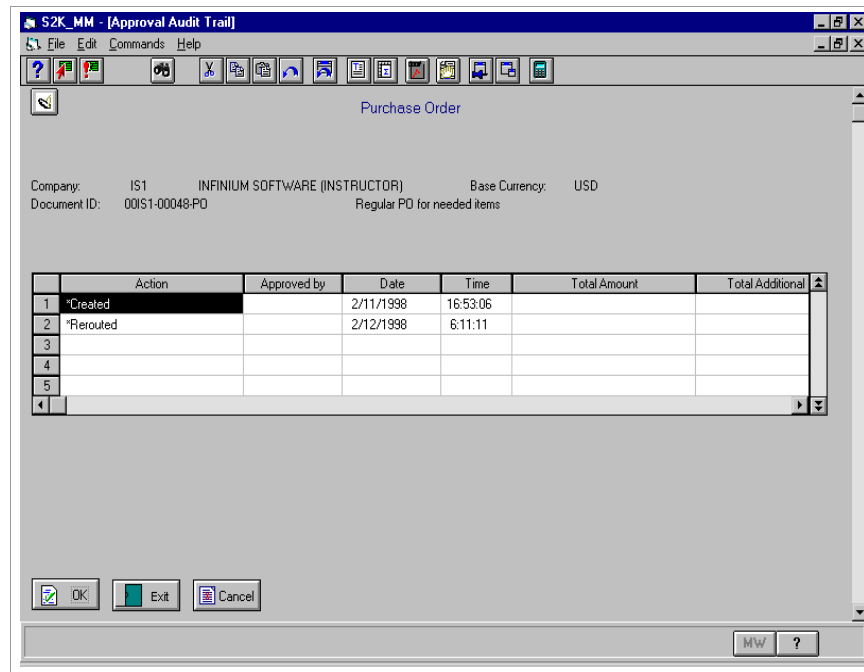 S2K_MM - [Approval Audit Trail]
File Edit Commands Help
Purchase Order
Company: IS1 INFINIUM SOFTWARE (INSTRUCTOR) Base Currency: USD
Document ID: 00IS1-00048-PO Regular PO for needed items
Action Approved by Date Time Total Amount Total Additional
1 *Created 2/11/1998 16:53:06
2 *Rerouted 2/12/1998 6:11:11
3
4
5
OK Exit Cancel
MW ?